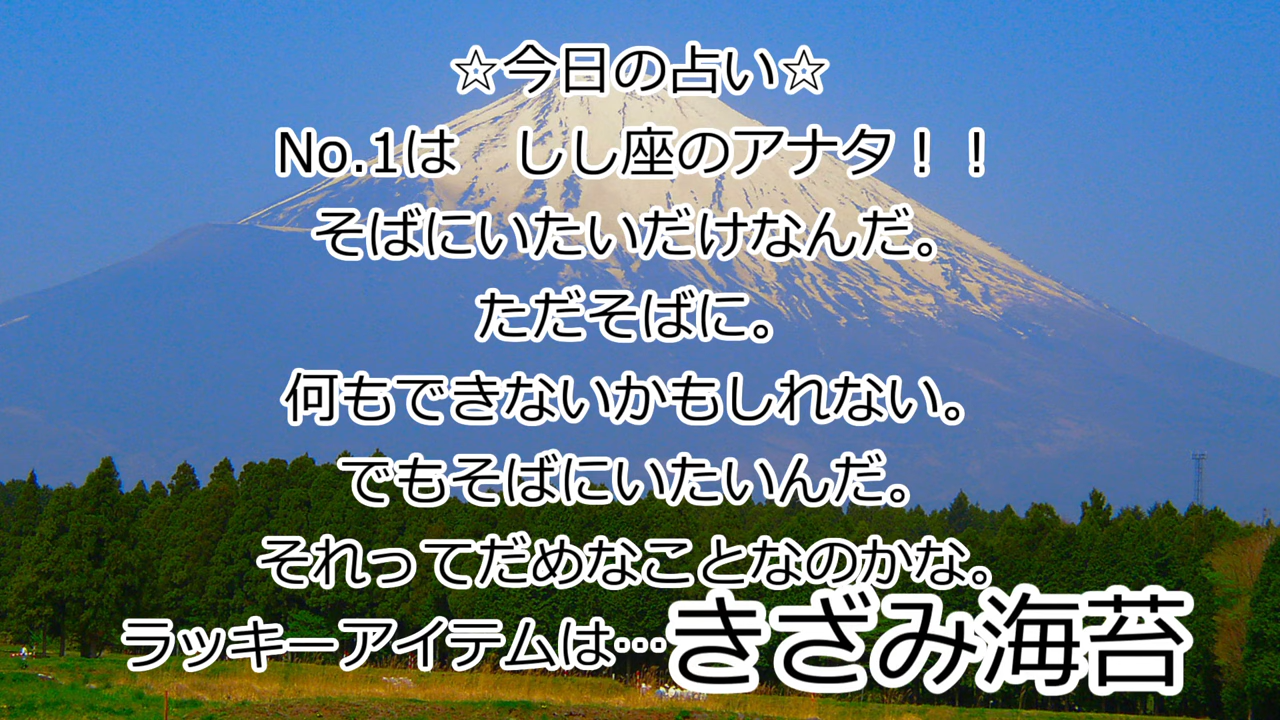 ☆今日の占い☆
No.1は　しし座のアナタ！！
そばにいたいだけなんだ。
ただそばに。
何もできないかもしれない。
でもそばにいたいんだ。
それってだめなことなのかな。
ラッキーアイテムは…きざみ海苔